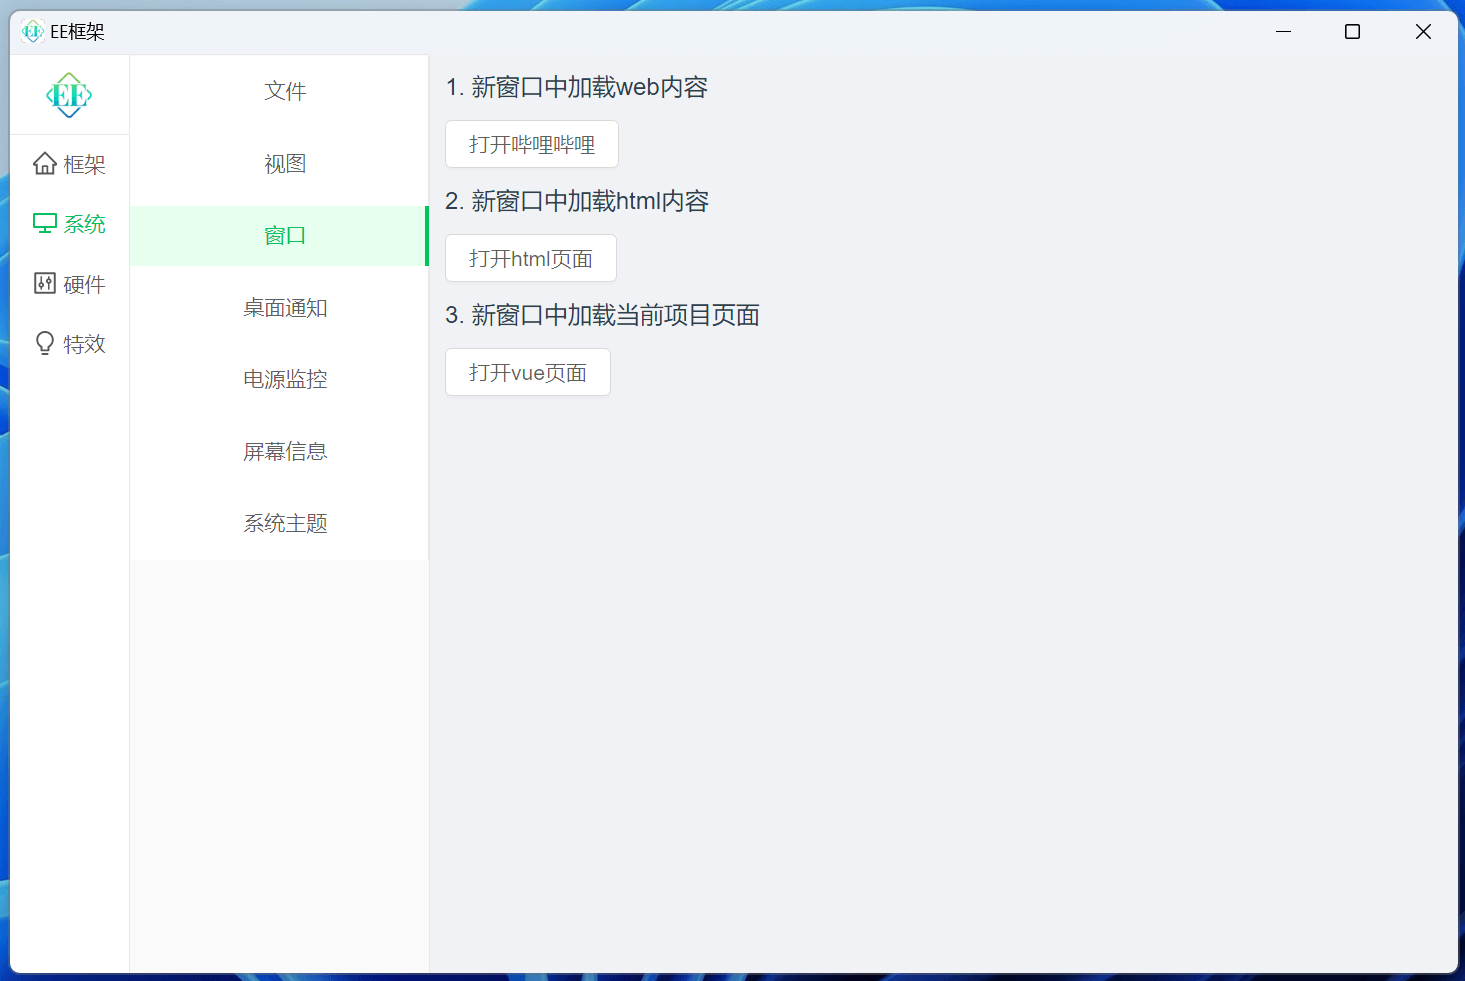 EE框架
EE
框架
系统
硬件
特效
文件
视图
窗口
桌面通知
电源监控
屏幕信息
系统主题
1. 新窗口中加载web内容
打开哔哩哔哩
2. 新窗口中加载html内容
打开html页面
3. 新窗口中加载当前项目页面
打开vue页面